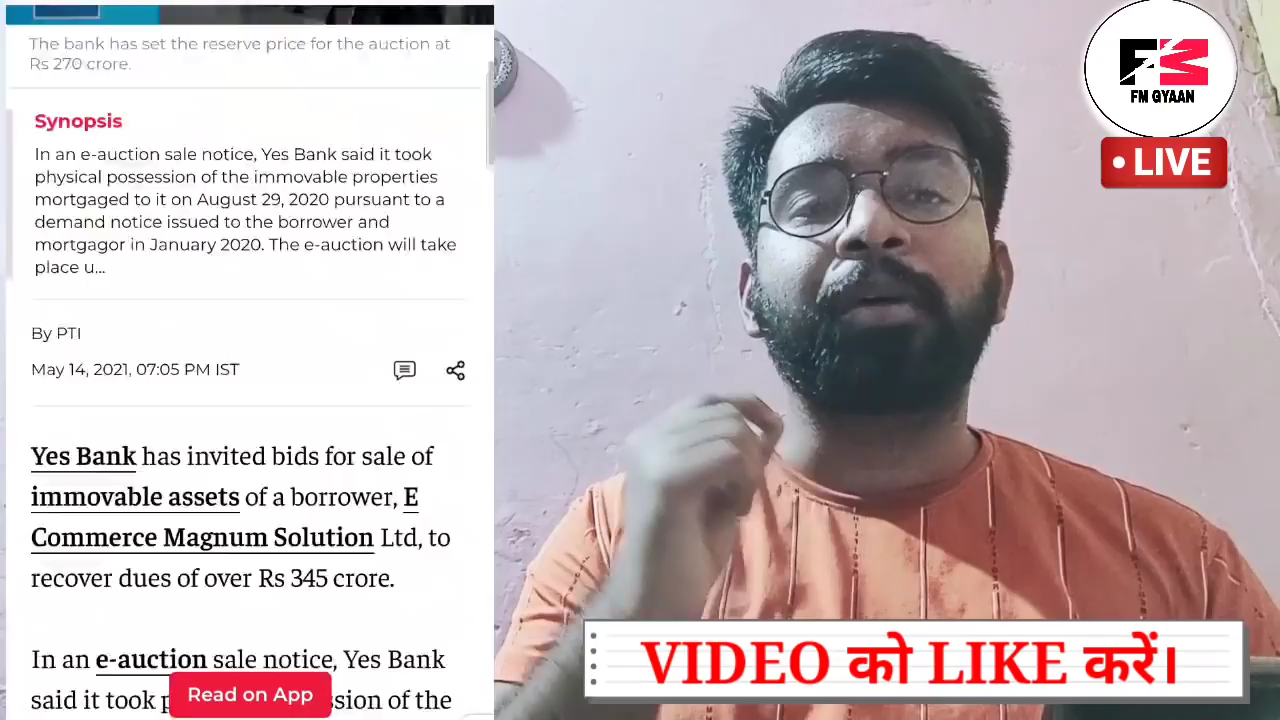 The bank has set the reserve price for the auction at
Rs 270 crore.
Synopsis
In an e-auction sale notice, Yes Bank said it took
physical possession of the immovable properties
mortgaged to it on August 29, 2020 pursuant to a
demand notice issued to the borrower and
mortgagor in January 2020. The e-auction will take
place u...
By PTI
May 14, 2021, 07:05 PM IST
Yes Bank has invited bids for sale of
immovable assets of a borrower, E
Commerce Magnum Solution Ltd, to
recover dues of over Rs 345 crore.
In an e-auction sale notice, Yes Bank
said it took ssion of the
Read on App
FM
FM GYAAN
• LIVE
VIDEO को LIKE करें।